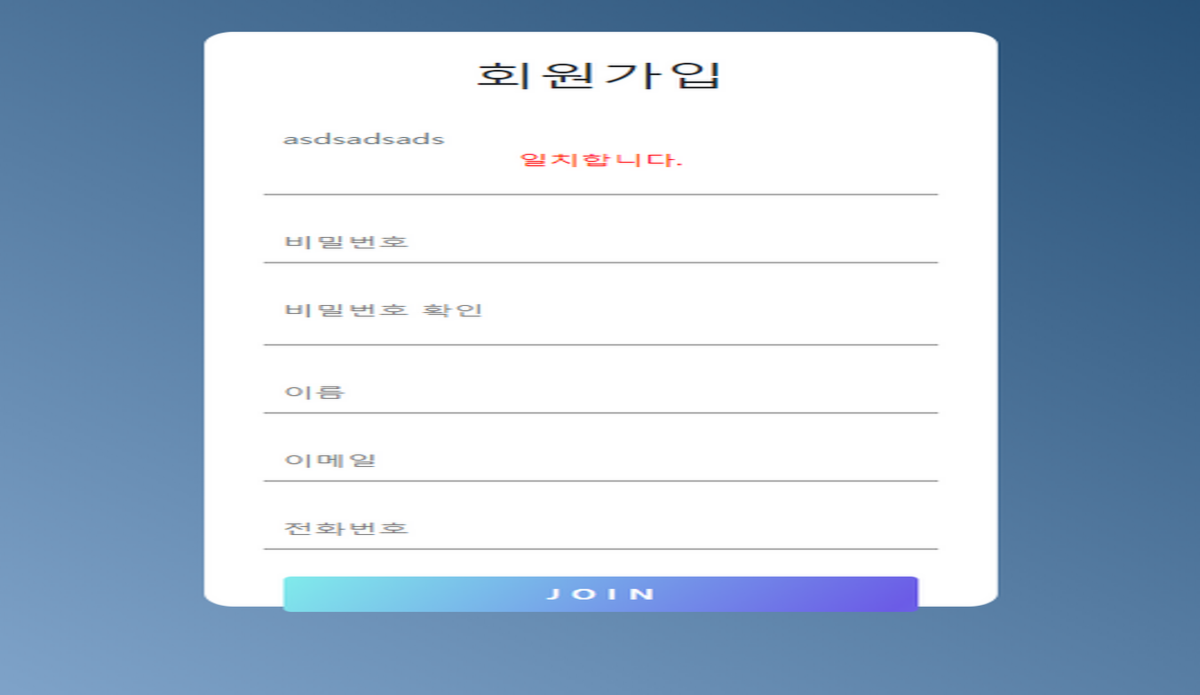 회원가입
asdsadsads
일치합니다.
비밀번호
비밀번호 확인
이름
이메일
전화번호
JOIN